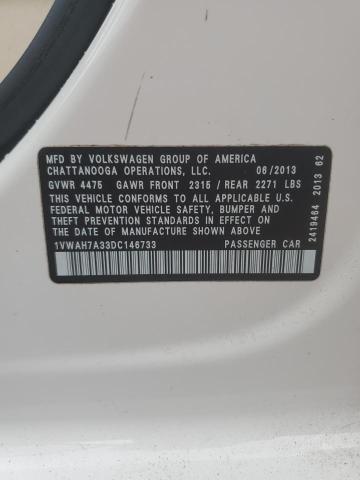 MFD BY VOLKSWAGEN GROUP OF AMERICA
CHATTANOOGA OPERATIONS, LLC. 06/2013
GVWR 4475 GAWR FRONT 2315 / REAR 2271 LBS
THIS VEHICLE CONFORMS TO ALL APPLICABLE U.S.
FEDERAL MOTOR VEHICLE SAFETY, BUMPER AND
THEFT PREVENTION STANDARDS IN EFFECT ON THE
DATE OF MANUFACTURE SHOWN ABOVE
1VWAH7A33DC146733 PASSENGER CAR
2419464 2013 62